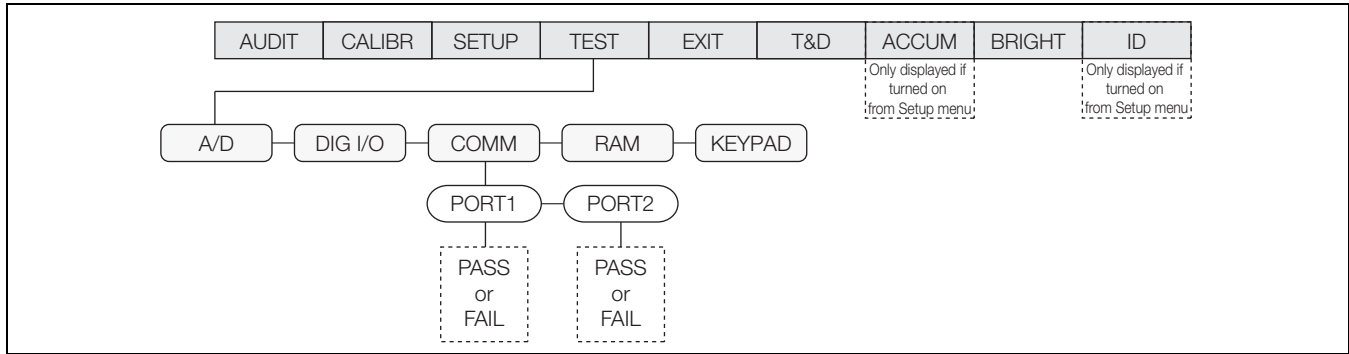 AUDIT CALIBR SETUP TEST EXIT T&D ACCUM BRIGHT ID
Only displayed if
turned on
from Setup menu
Only displayed if
turned on
from Setup menu
A/D DIG I/O COMM RAM KEYPAD
PORT1 PORT2
PASS
or
FAIL
PASS
or
FAIL